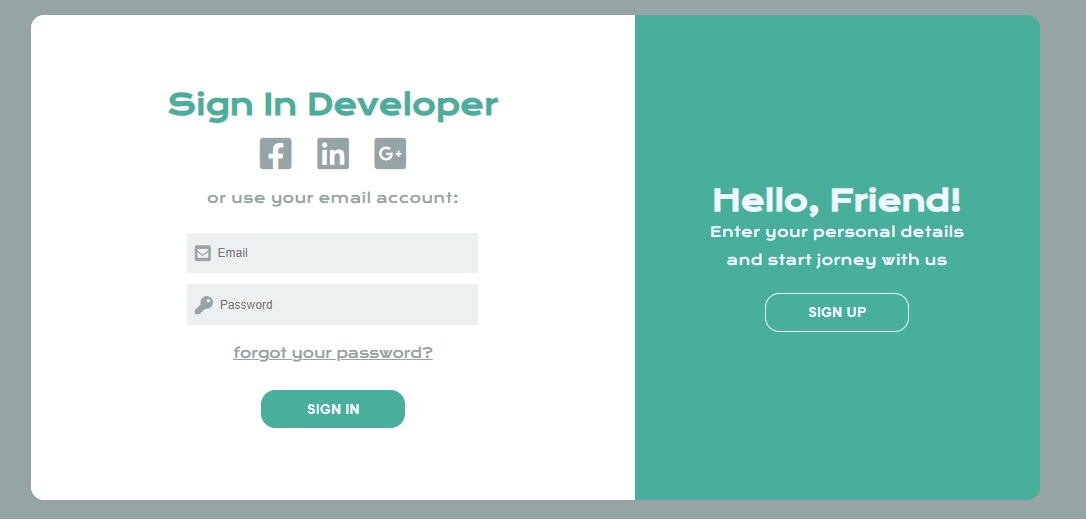 Sign In Developer
in G+
or use your email account:
Email
Password
forgot your password?
SIGN IN
Hello, Friend!
Enter your personal details
and start jorney with us
SIGN UP